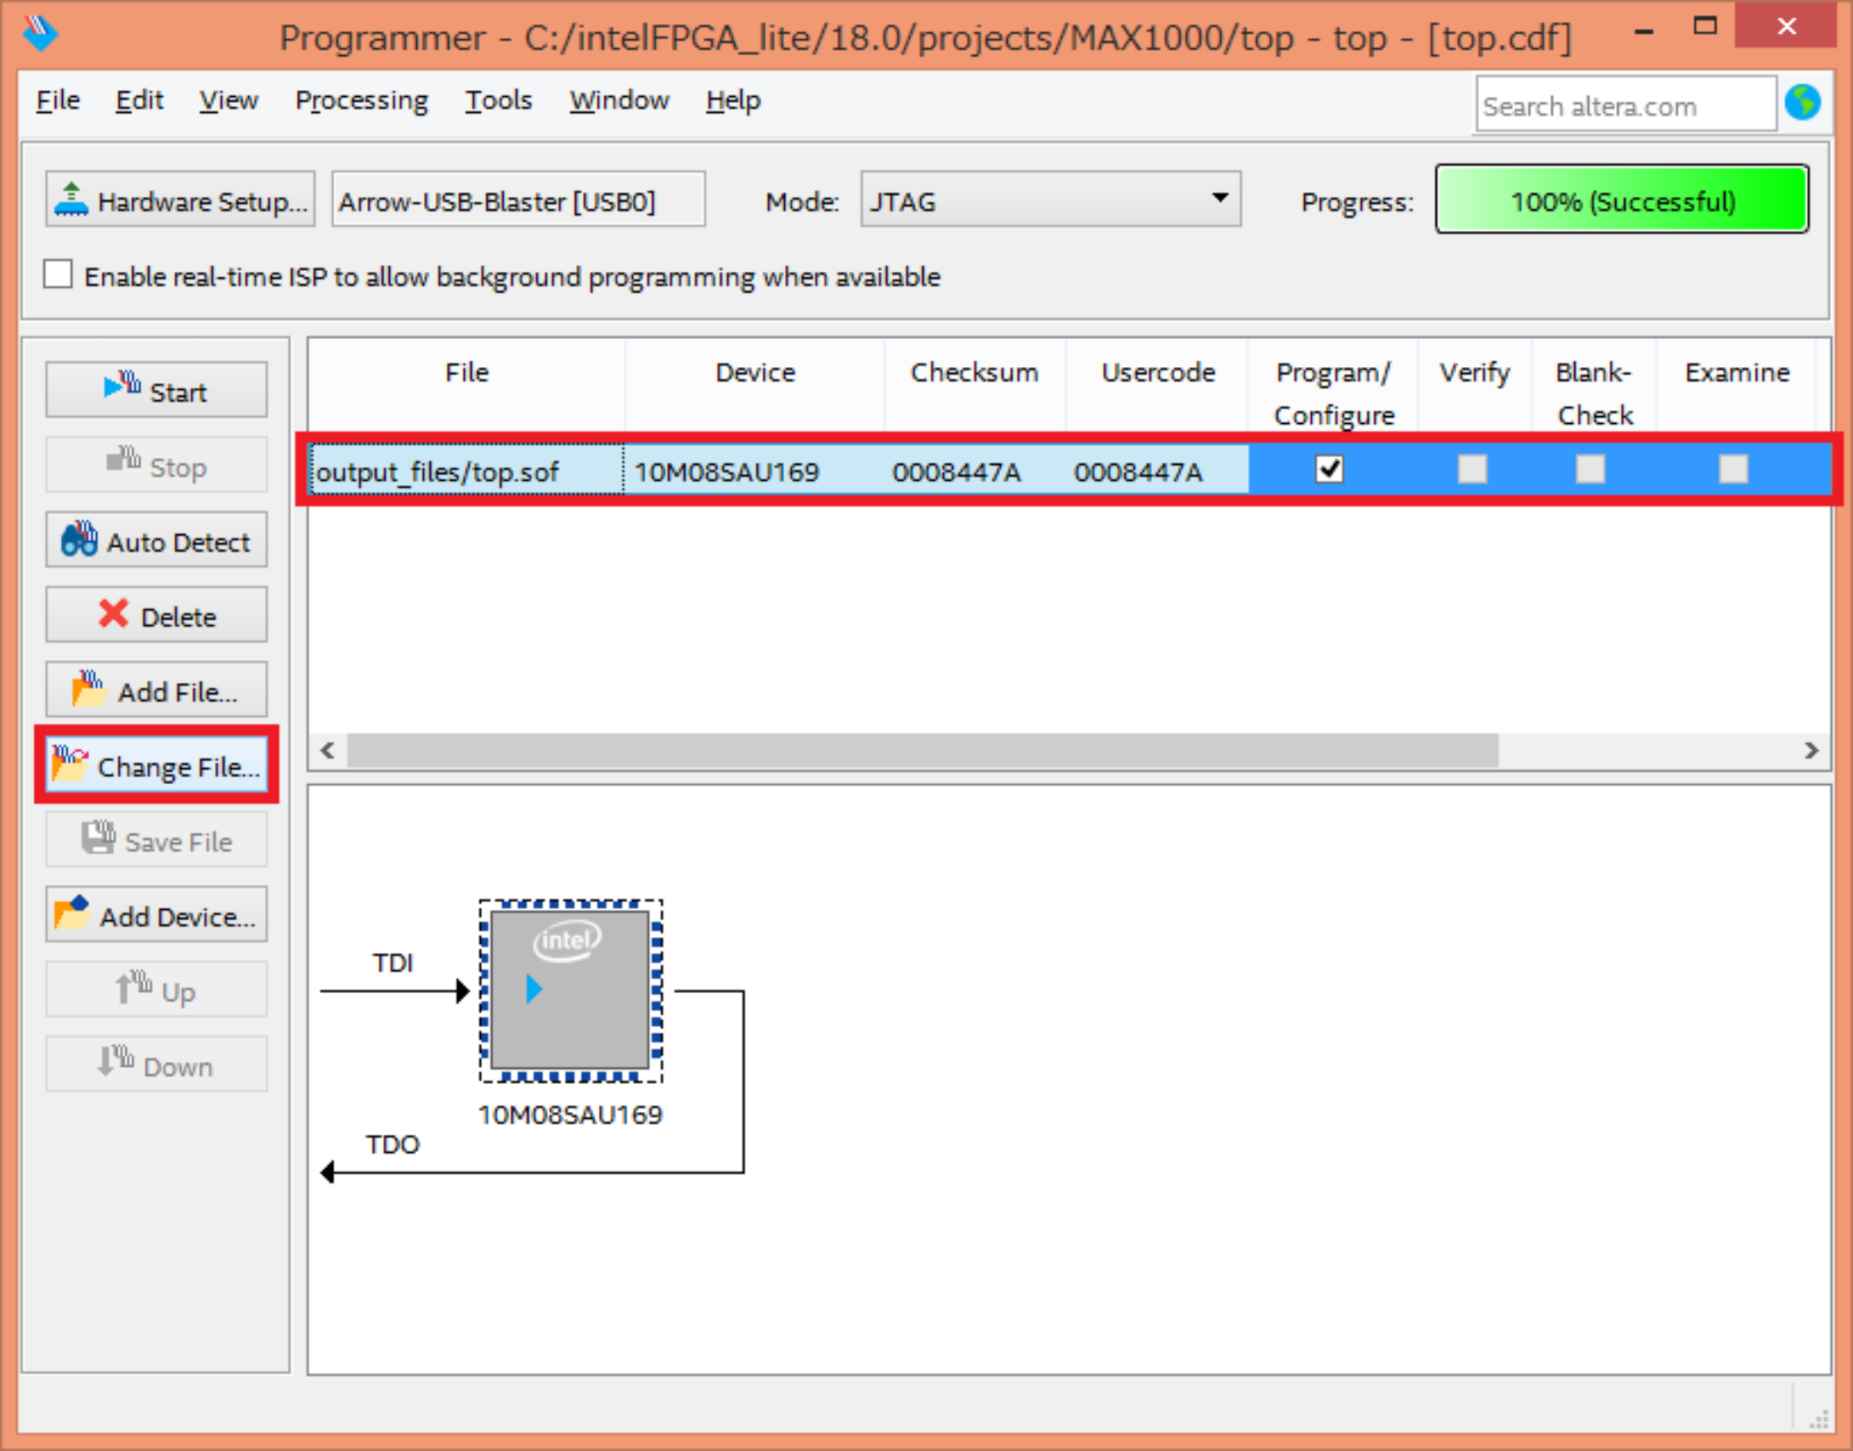 Programmer - C:/intelFPGA_lite/18.0/projects/MAX1000/top - top - [top.cdf]
File Edit View Processing Tools Window Help
Search altera.com
Hardware Setup...
Arrow-USB-Blaster [USB0]
Mode:
JTAG
Progress:
100% (Successful)
Enable real-time ISP to allow background programming when available
Start
Stop
Auto Detect
Delete
Add File...
Change File...
Save File
Add Device...
Up
Down
File Device Checksum Usercode Program/ Verify Blank- Examine
Configure Check
output_files/top.sof 10M08SAU169 0008447A 0008447A
intel
TDI
10M08SAU169
TDO